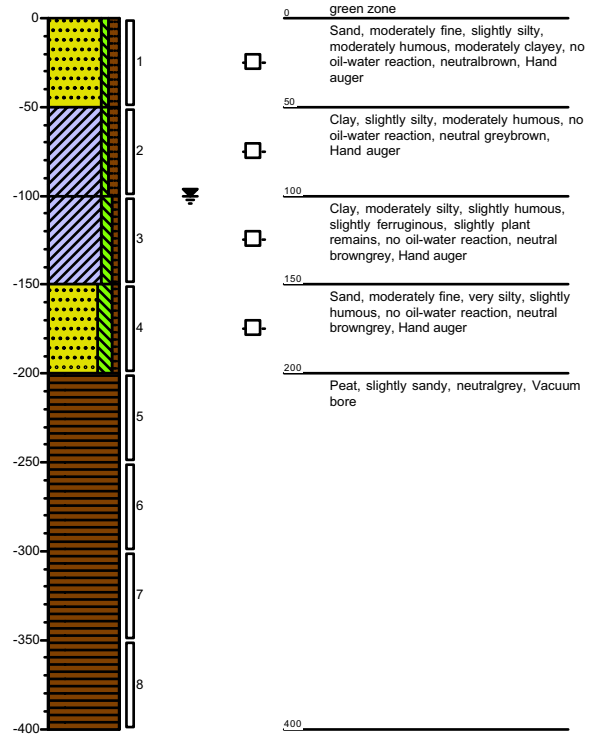 0
-50
-100
-150
-200
-250
-300
-350
-400
1
2
3
4
5
6
7
8
green zone
0
Sand, moderately fine, slightly silty,
moderately humous, moderately clayey, no
oil-water reaction, neutralbrown, Hand
auger
50
Clay, slightly silty, moderately humous, no
oil-water reaction, neutral greybrown,
Hand auger
100
Clay, moderately silty, slightly humous,
slightly ferruginous, slightly plant
remains, no oil-water reaction, neutral
browngrey, Hand auger
150
Sand, moderately fine, very silty, slightly
humous, no oil-water reaction, neutral
browngrey, Hand auger
200
Peat, slightly sandy, neutralgrey, Vacuum
bore
400